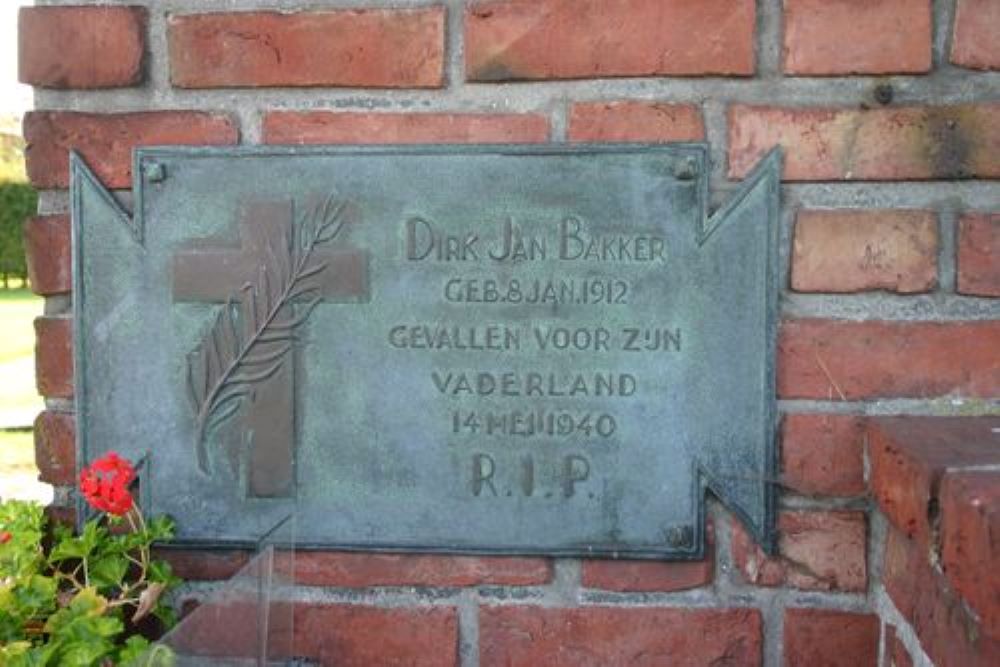 DIRK JAN BAKKER
GEB. 8 JAN. 1912
GEVALLEN VOOR ZIJN
VADERLAND
14 MEI 1940
R.I.P.